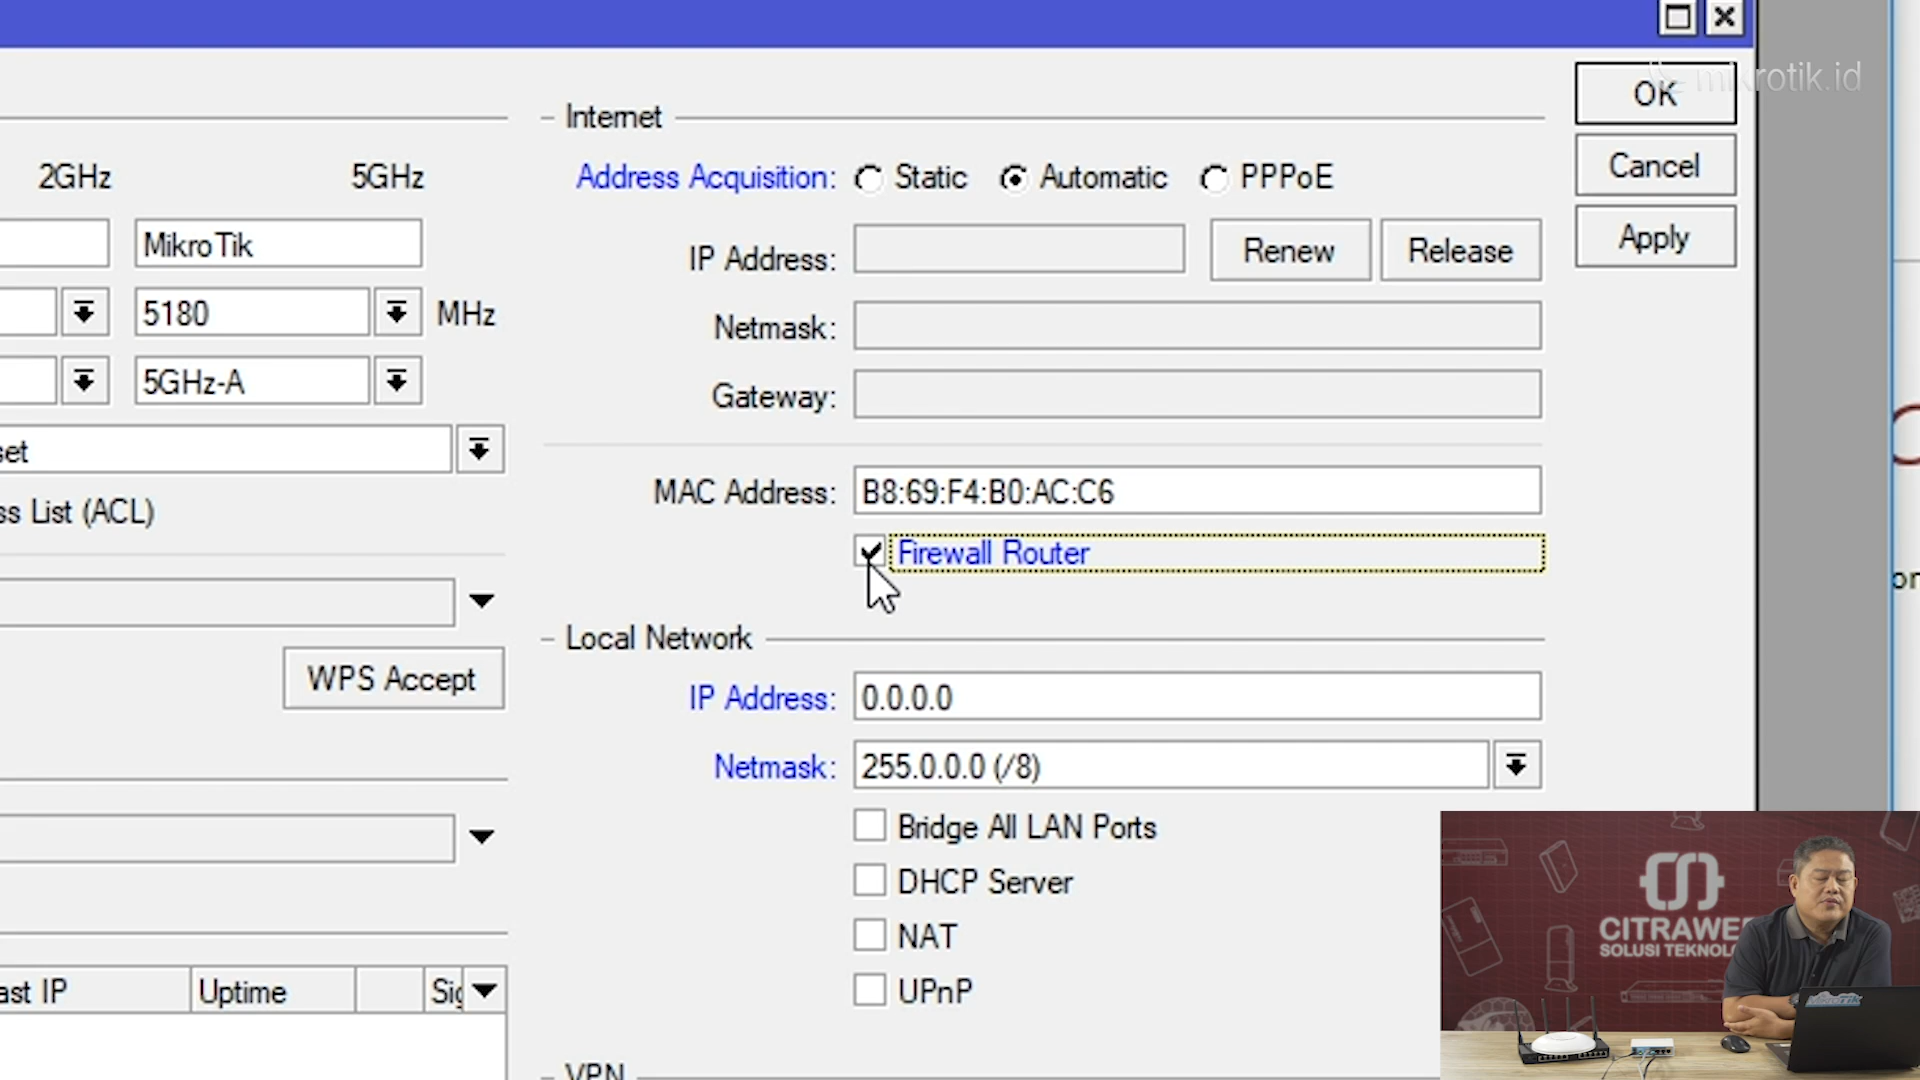 mikrotik.id
OK
Cancel
Apply
2GHz 5GHz
MikroTik
5180 MHz
5GHz-A
set
ss List (ACL)
WPS Accept
ast IP Uptime Sig
Internet
Address Acquisition: Static Automatic PPPoE
IP Address: Renew Release
Netmask:
Gateway:
MAC Address: B8:69:F4:B0:AC:C6
Firewall Router
Local Network
IP Address: 0.0.0.0
Netmask: 255.0.0.0 (/8)
Bridge All LAN Ports
DHCP Server
NAT
UPnP
VPN
CITRAWE
SOLUSI TEKNOLO